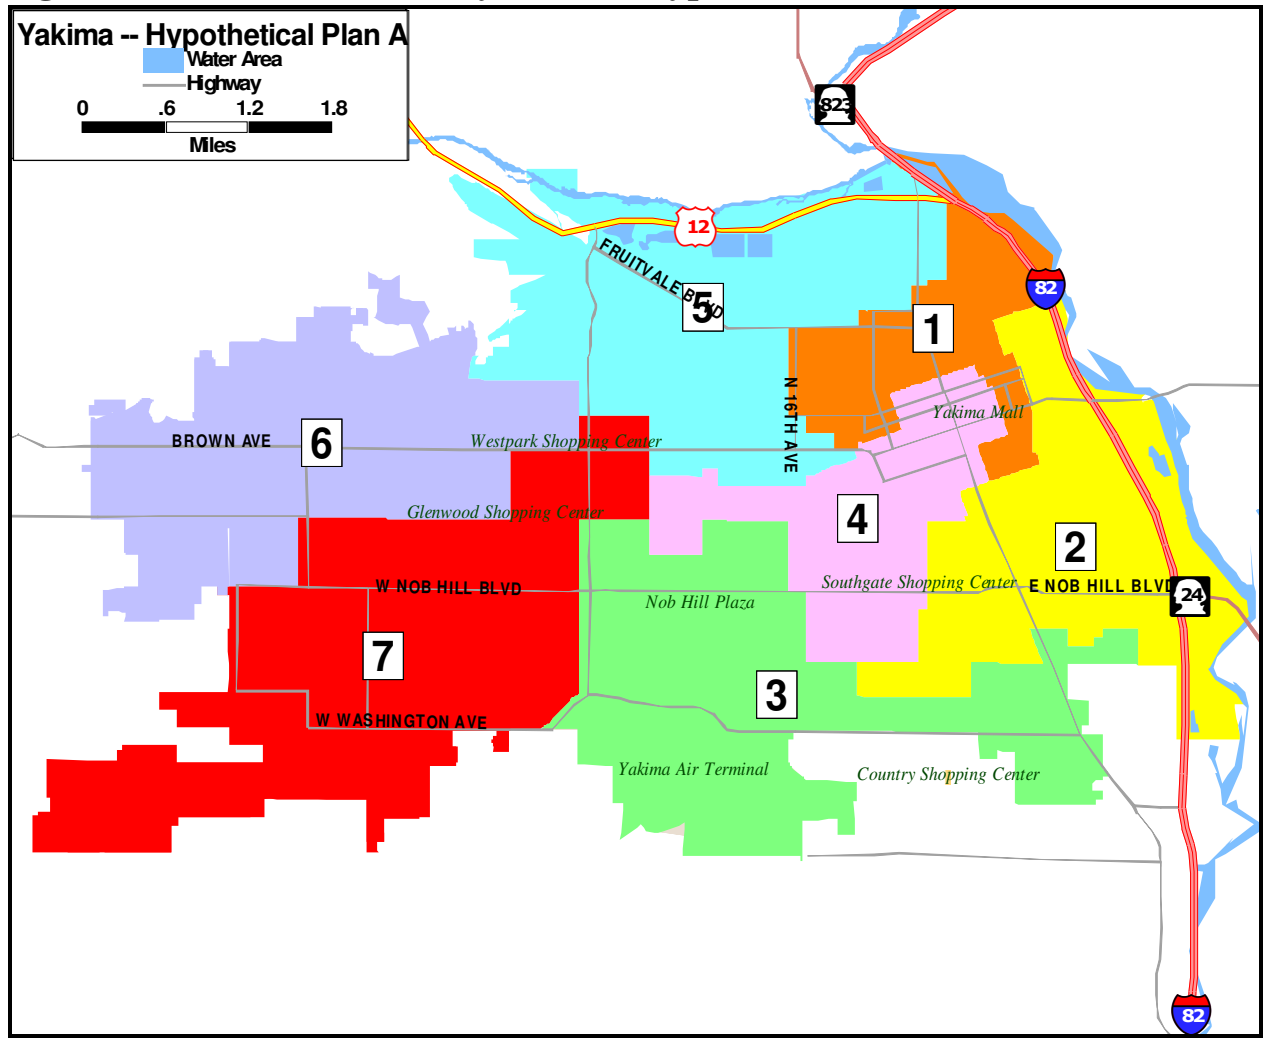 Yakima -- Hypothetical Plan A
Water Area
Highway
0 .6 1.2 1.8
Miles
823
12
FRUITVALE BLVD
82
5
1
N 16TH AVE
Yakima Mall
BROWN AVE
6
Westpark Shopping Center
Glenwood Shopping Center
4
2
W NOB HILL BLVD
Southgate Shopping Center
E NOB HILL BLVD
24
Nob Hill Plaza
7
3
W WASHINGTON AVE
Yakima Air Terminal
Country Shopping Center
82